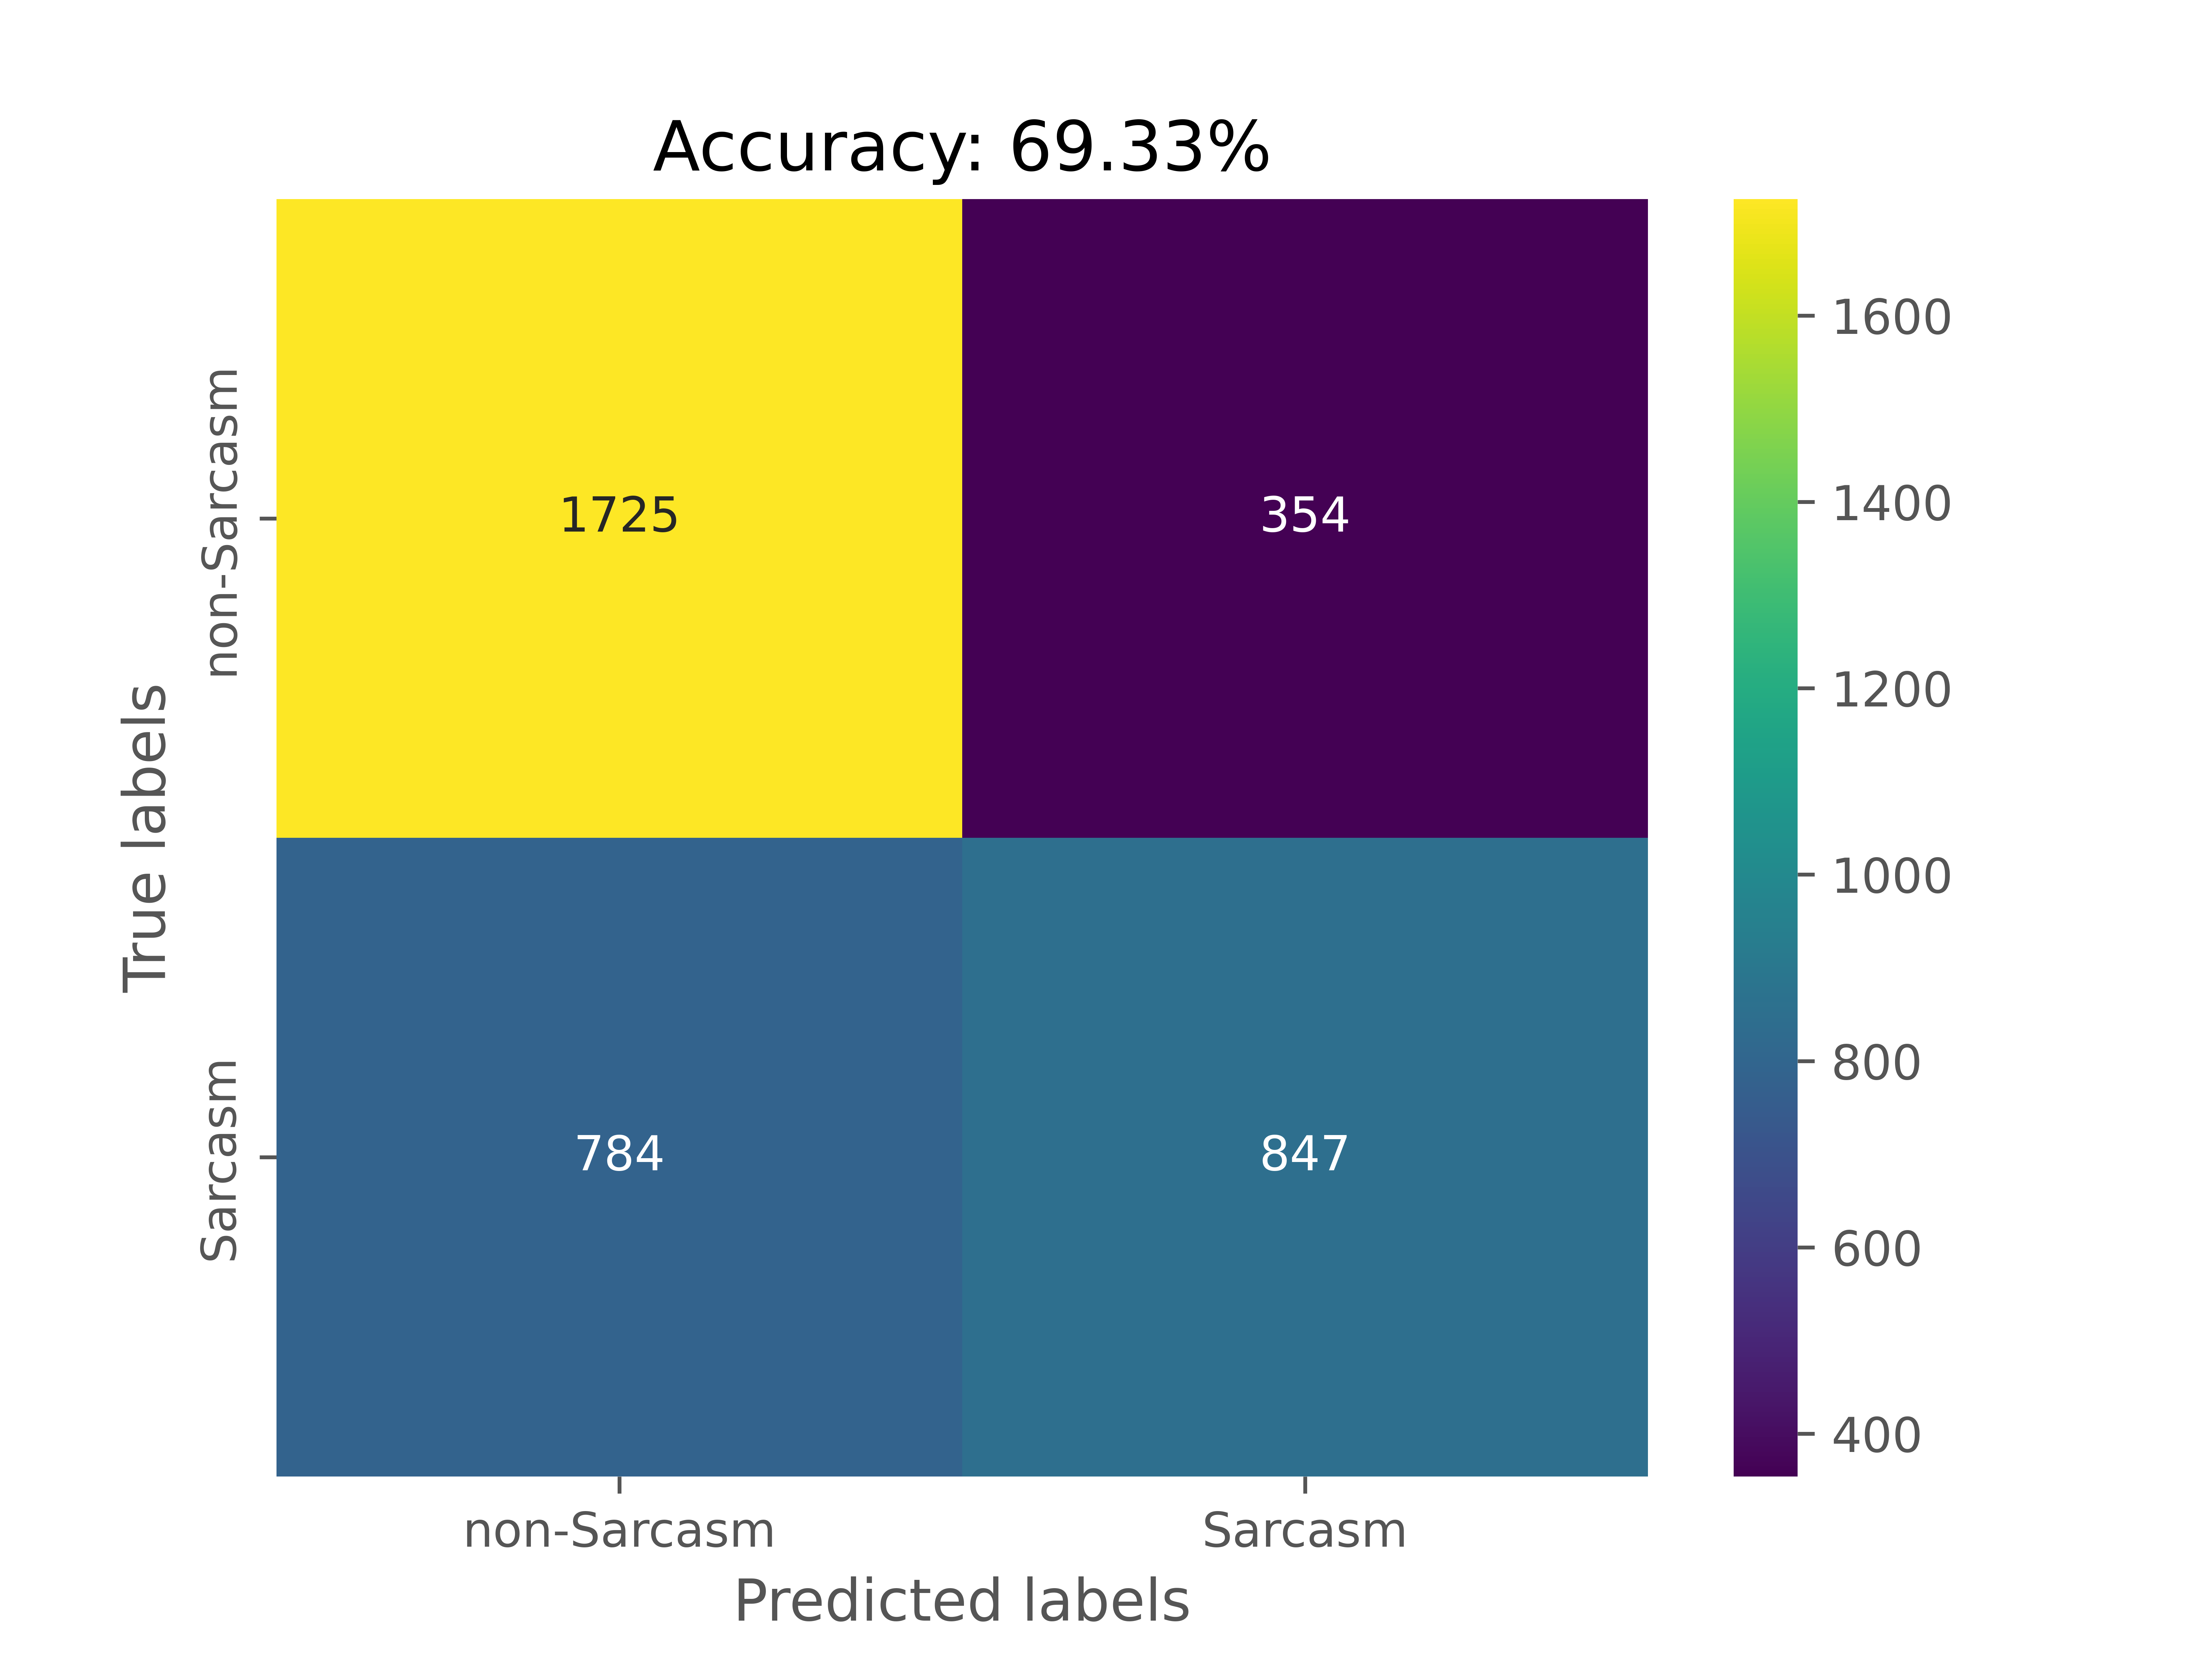 Accuracy: 69.33%
True labels
non-Sarcasm
Sarcasm
1725
354
784
847
non-Sarcasm
Sarcasm
Predicted labels
1600
1400
1200
1000
800
600
400